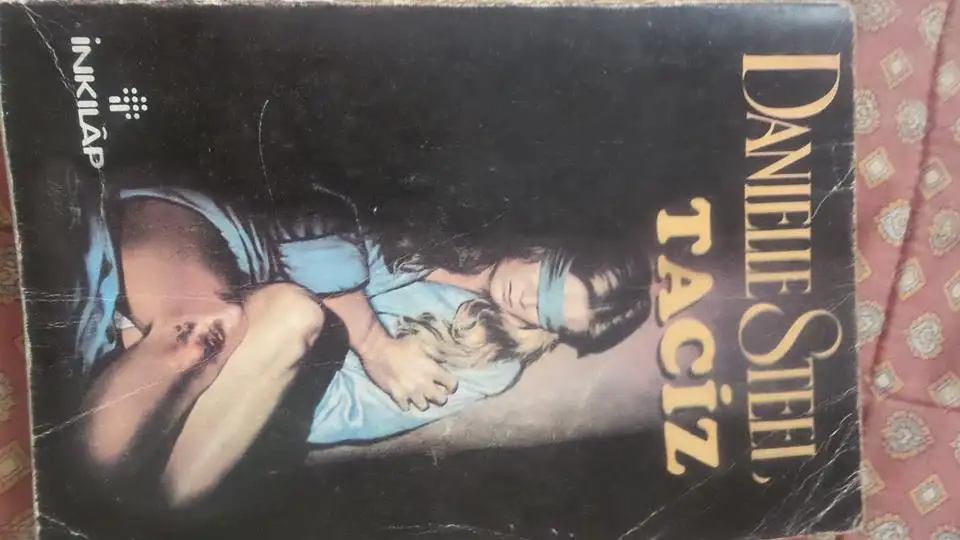 DANIELLE STEEL
TACİZ
İNKILÂP